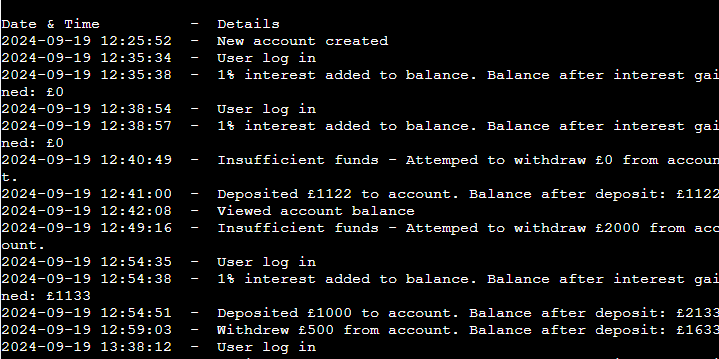 Date & Time          -  Details
2024-09-19 12:25:52  -  New account created
2024-09-19 12:35:34  -  User log in
2024-09-19 12:35:38  -  1% interest added to balance. Balance after interest gai
ned: £0
2024-09-19 12:38:54  -  User log in
2024-09-19 12:38:57  -  1% interest added to balance. Balance after interest gai
ned: £0
2024-09-19 12:40:49  -  Insufficient funds - Attemped to withdraw £0 from accoun
t.
2024-09-19 12:41:00  -  Deposited £1122 to account. Balance after deposit: £1122
2024-09-19 12:42:08  -  Viewed account balance
2024-09-19 12:49:16  -  Insufficient funds - Attemped to withdraw £2000 from acc
ount.
2024-09-19 12:54:35  -  User log in
2024-09-19 12:54:38  -  1% interest added to balance. Balance after interest gai
ned: £1133
2024-09-19 12:54:51  -  Deposited £1000 to account. Balance after deposit: £2133
2024-09-19 12:59:03  -  Withdrew £500 from account. Balance after deposit: £1633
2024-09-19 13:38:12  -  User log in